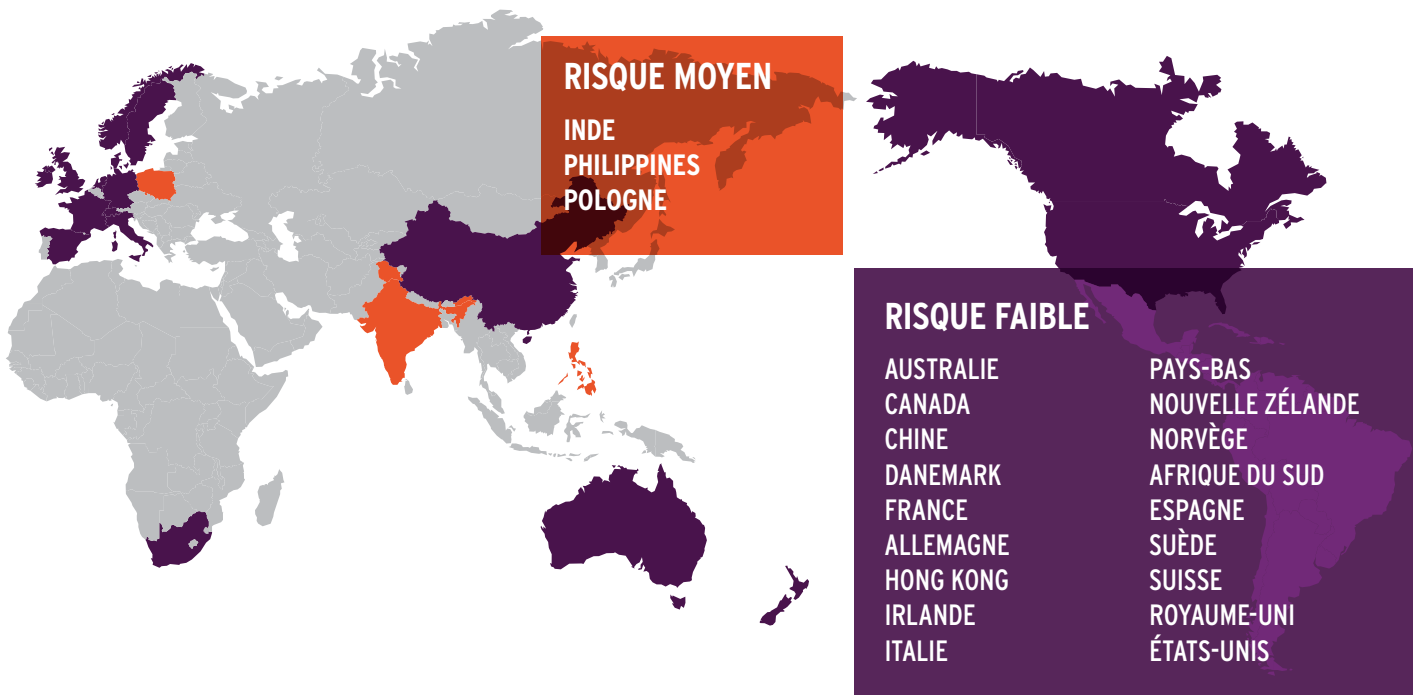 RISQUE MOYEN
INDE
PHILIPPINES
POLOGNE
RISQUE FAIBLE
AUSTRALIE
CANADA
CHINE
DANEMARK
FRANCE
ALLEMAGNE
HONG KONG
IRLANDE
ITALIE
PAYS-BAS
NOUVELLE ZÉLANDE
NORVÈGE
AFRIQUE DU SUD
ESPAGNE
SUÈDE
SUISSE
ROYAUME-UNI
ÉTATS-UNIS